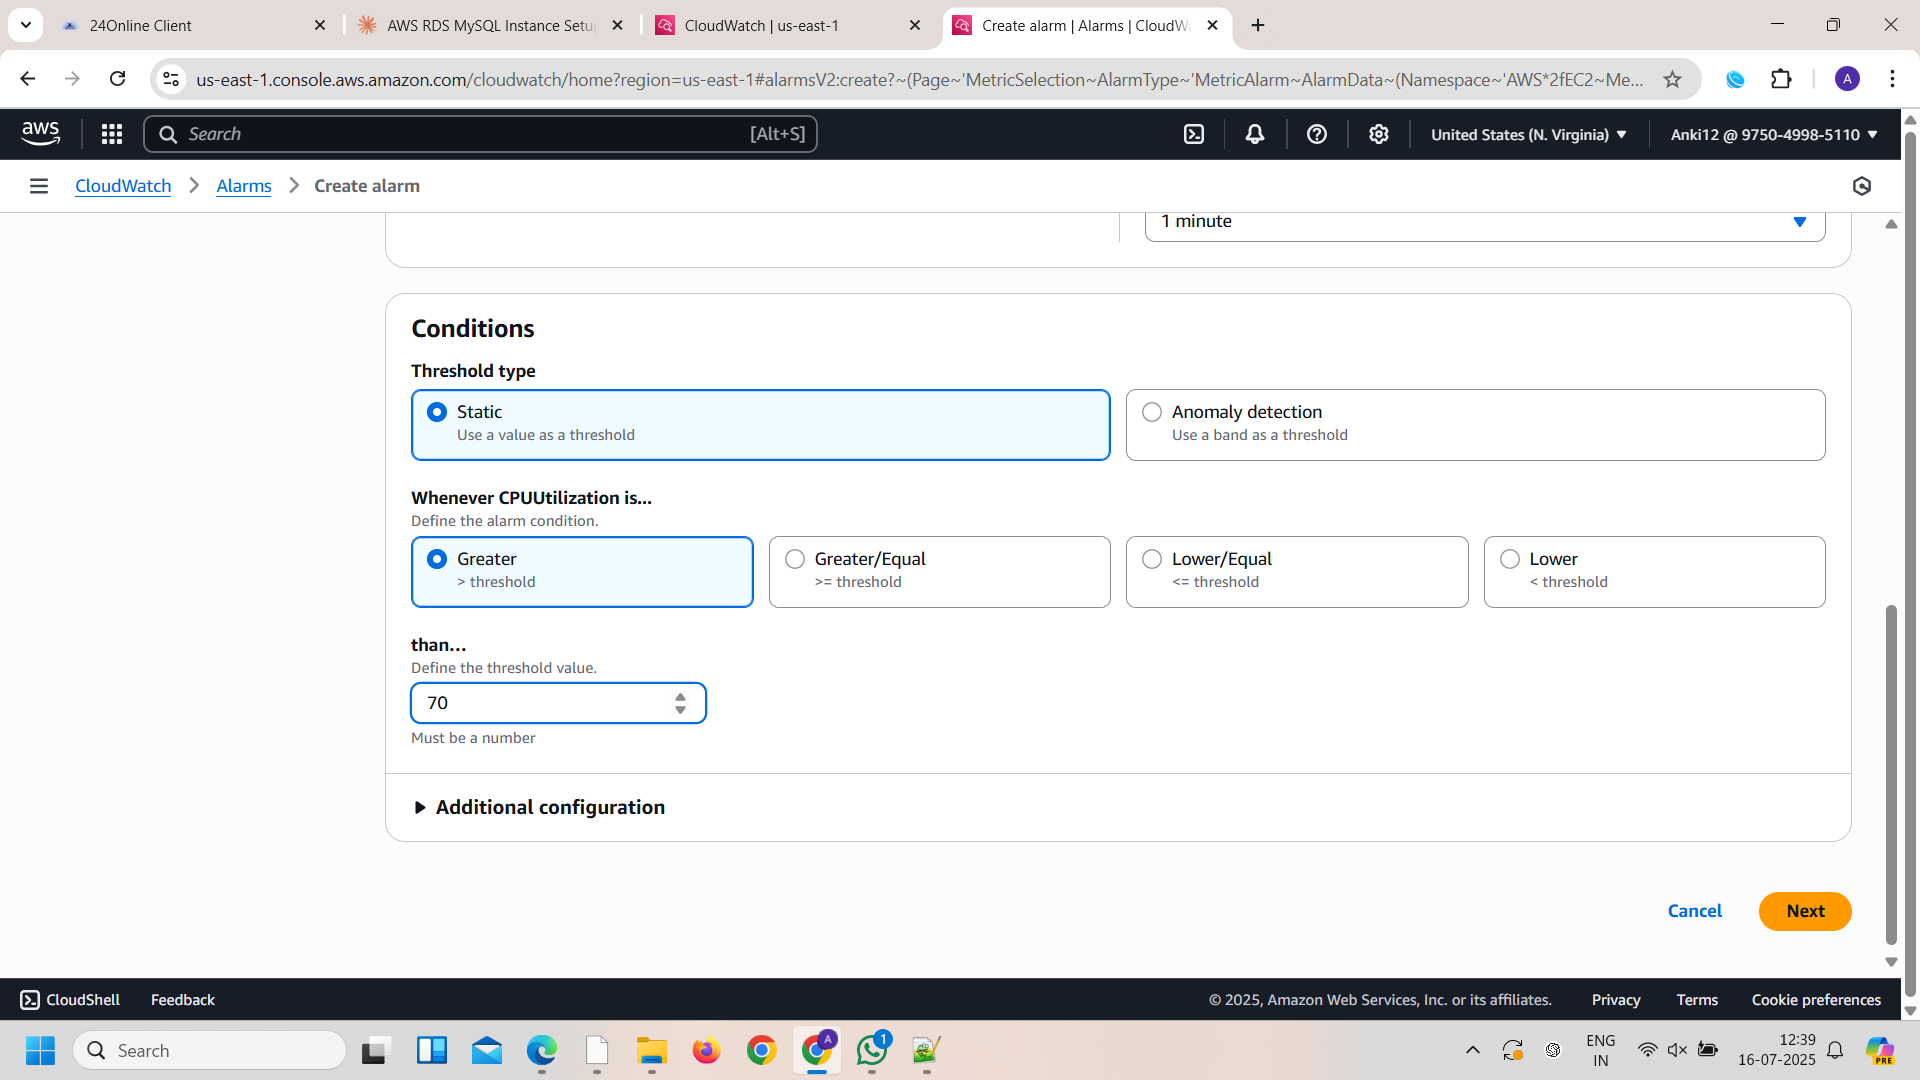 24Online Client
AWS RDS MySQL Instance Setu
CloudWatch | us-east-1
Create alarm | Alarms | CloudWa
us-east-1.console.aws.amazon.com/cloudwatch/home?region=us-east-1#alarmsV2:create?~(Page~'MetricSelection~AlarmType~'MetricAlarm~AlarmData~(Namespace~'AWS*2fEC2~Me...
A
aws
Search
[Alt+S]
United States (N. Virginia)
Anki12 @ 9750-4998-5110
CloudWatch
Alarms
Create alarm
1 minute
Conditions
Threshold type
Static
Use a value as a threshold
Anomaly detection
Use a band as a threshold
Whenever CPUUtilization is...
Define the alarm condition.
Greater
> threshold
Greater/Equal
>= threshold
Lower/Equal
<= threshold
Lower
< threshold
than...
Define the threshold value.
70
Must be a number
Additional configuration
Cancel
Next
CloudShell
Feedback
© 2025, Amazon Web Services, Inc. or its affiliates.
Privacy
Terms
Cookie preferences
Search
A
1
ENG
IN
12:39
16-07-2025
PRE